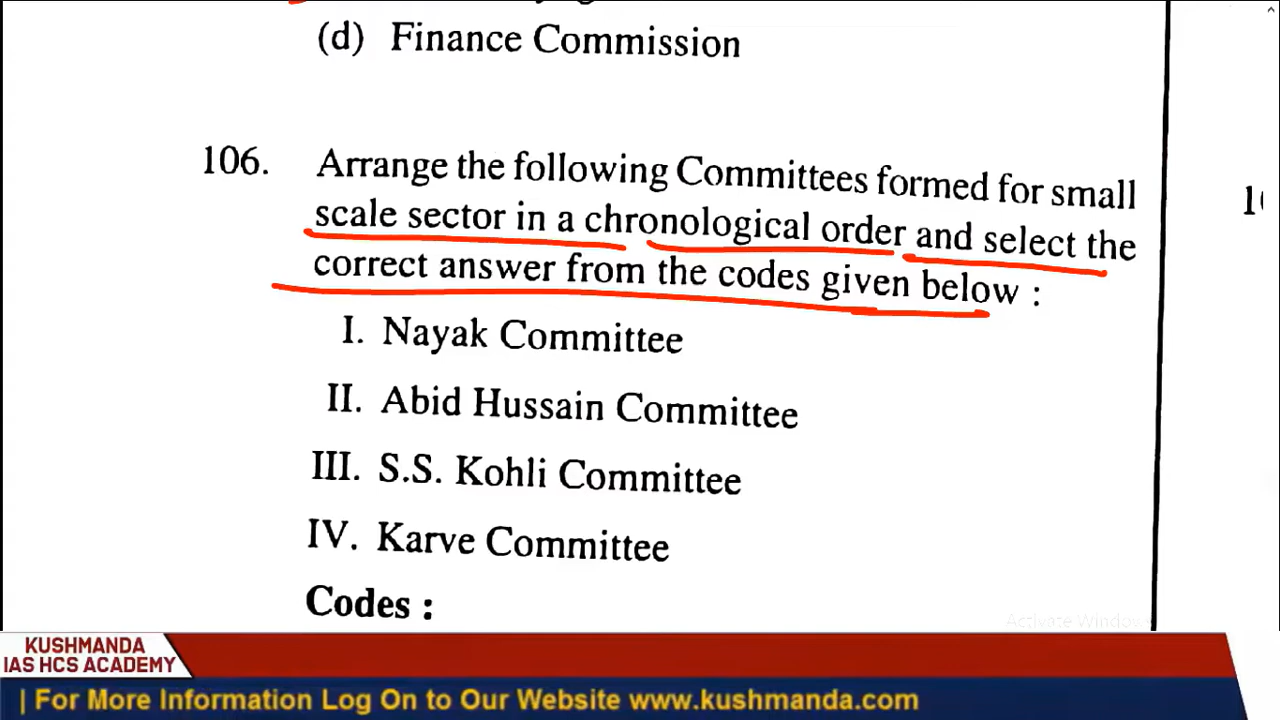 (d) Finance Commission
106. Arrange the following Committees formed for small
scale sector in a chronological order and select the
correct answer from the codes given below :
I. Nayak Committee
II. Abid Hussain Committee
III. S.S. Kohli Committee
IV. Karve Committee
Codes :
Activate Windows
KUSHMANDA
IAS HCS ACADEMY
| For More Information Log On to Our Website www.kushmanda.com